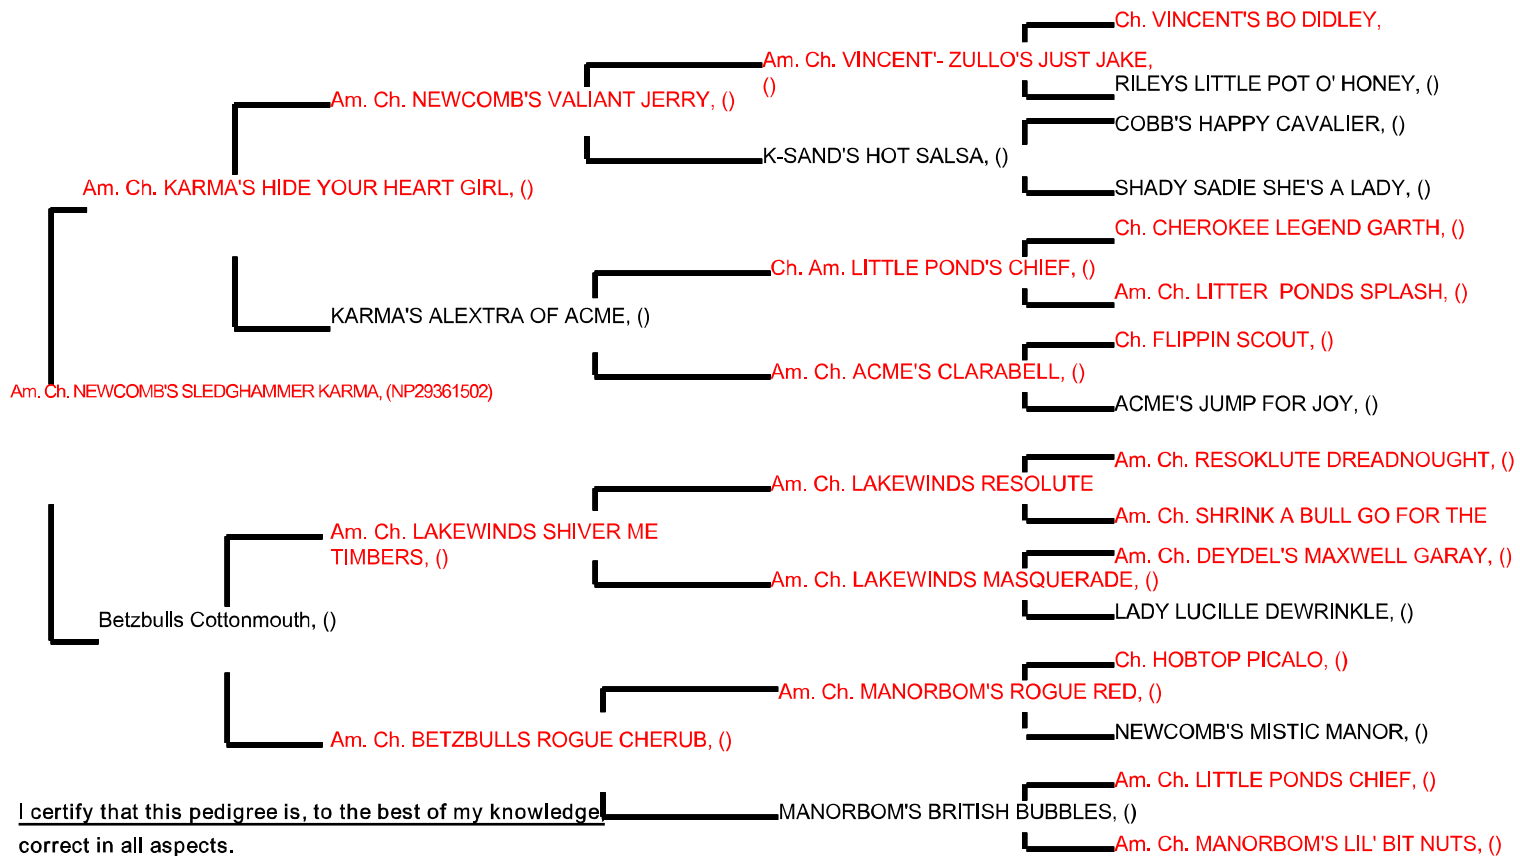 Ch. VINCENT'S BO DIDLEY,
Am. Ch. VINCENT'- ZULLO'S JUST JAKE,
()
RILEYS LITTLE POT O' HONEY, ()
Am. Ch. NEWCOMB'S VALIANT JERRY, ()
COBB'S HAPPY CAVALIER, ()
K-SAND'S HOT SALSA, ()
SHADY SADIE SHE'S A LADY, ()
Am. Ch. KARMA'S HIDE YOUR HEART GIRL, ()
Ch. CHEROKEE LEGEND GARTH, ()
Ch. Am. LITTLE POND'S CHIEF, ()
Am. Ch. LITTER  PONDS SPLASH, ()
KARMA'S ALEXTRA OF ACME, ()
Ch. FLIPPIN SCOUT, ()
Am. Ch. ACME'S CLARABELL, ()
ACME'S JUMP FOR JOY, ()
Am. Ch. NEWCOMB'S SLEDGHAMMER KARMA, (NP29361502)
Am. Ch. RESOKLUTE DREADNOUGHT, ()
Am. Ch. LAKEWINDS RESOLUTE
Am. Ch. SHRINK A BULL GO FOR THE
Am. Ch. LAKEWINDS SHIVER ME
TIMBERS, ()
Am. Ch. DEYDEL'S MAXWELL GARAY, ()
Am. Ch. LAKEWINDS MASQUERADE, ()
LADY LUCILLE DEWRINKLE, ()
Betzbulls Cottonmouth, ()
Ch. HOBTOP PICALO, ()
Am. Ch. MANORBOM'S ROGUE RED, ()
NEWCOMB'S MISTIC MANOR, ()
Am. Ch. BETZBULLS ROGUE CHERUB, ()
Am. Ch. LITTLE PONDS CHIEF, ()
MANORBOM'S BRITISH BUBBLES, ()
Am. Ch. MANORBOM'S LIL' BIT NUTS, ()
I certify that this pedigree is, to the best of my knowledge,
correct in all aspects.